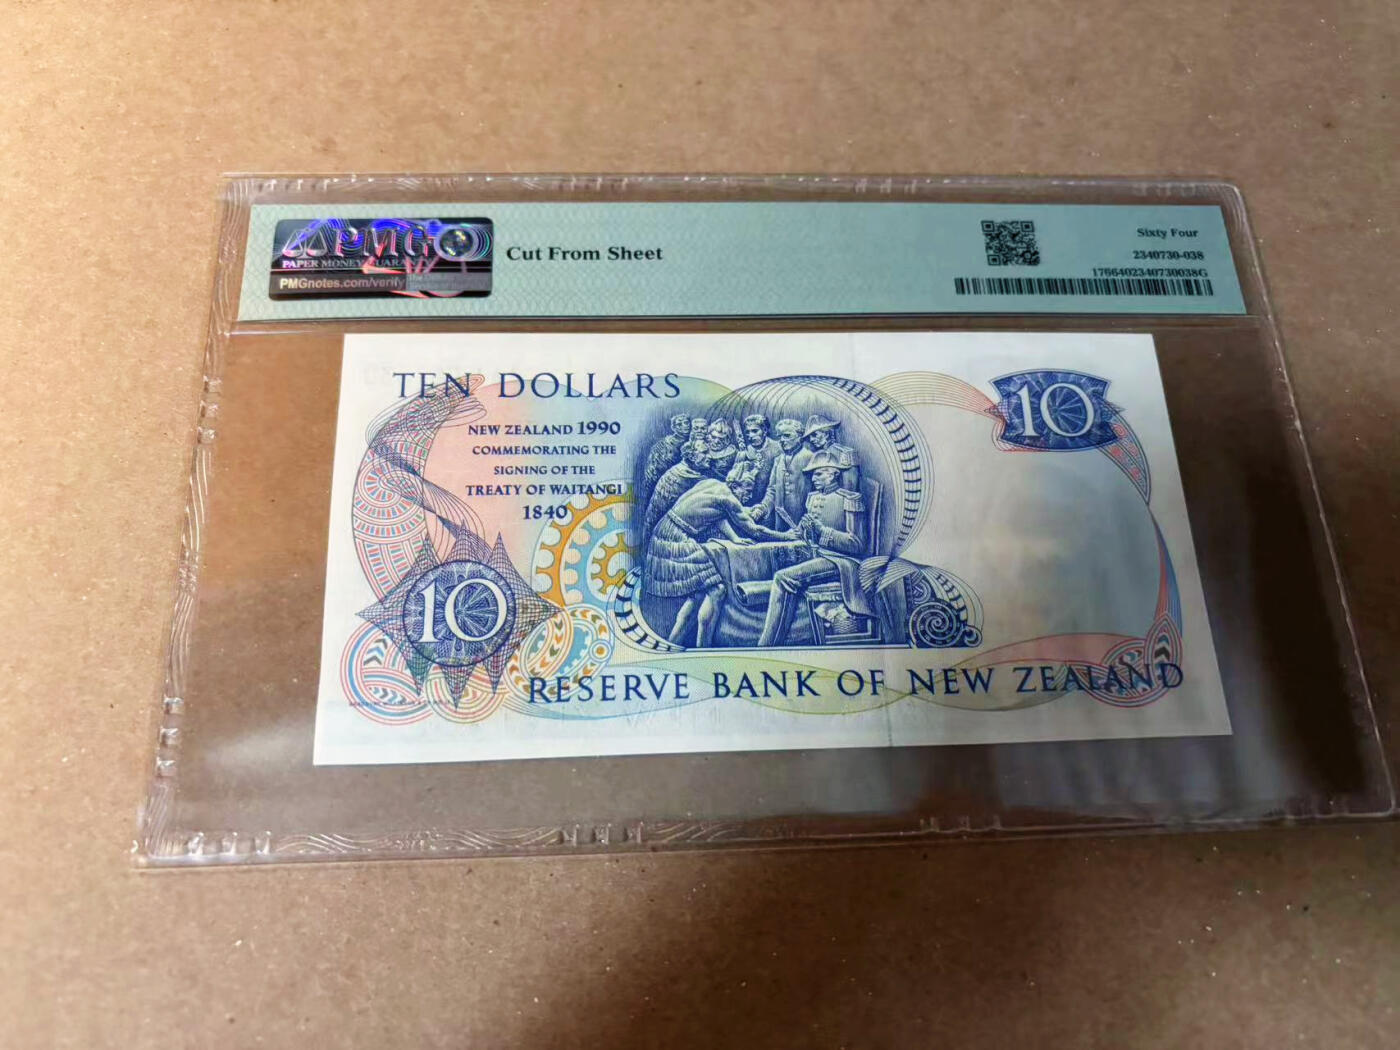 PMG
PAPER MONEY GUARANTY
PMGnotes.com/verify
Cut From Sheet
Sixty Four
2340730-038
1766402340730038G
TEN DOLLARS
10
NEW ZEALAND 1990
COMMEMORATING THE
SIGNING OF THE
TREATY OF WAITANGI
1840
10
RESERVE BANK OF NEW ZEALAND